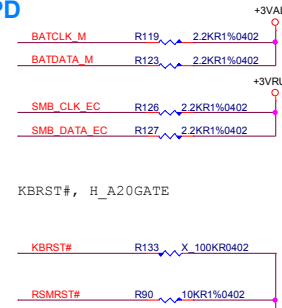 PD
+3VAL
BATCLK_M R119 2.2KR1%0402
BATDATA_M R123 2.2KR1%0402
+3VRU
SMB_CLK_EC R126 2.2KR1%0402
SMB_DATA_EC R127 2.2KR1%0402
KBRST#, H_A20GATE
KBRST# R133 X_100KR0402
RSMRST# R90 10KR1%0402